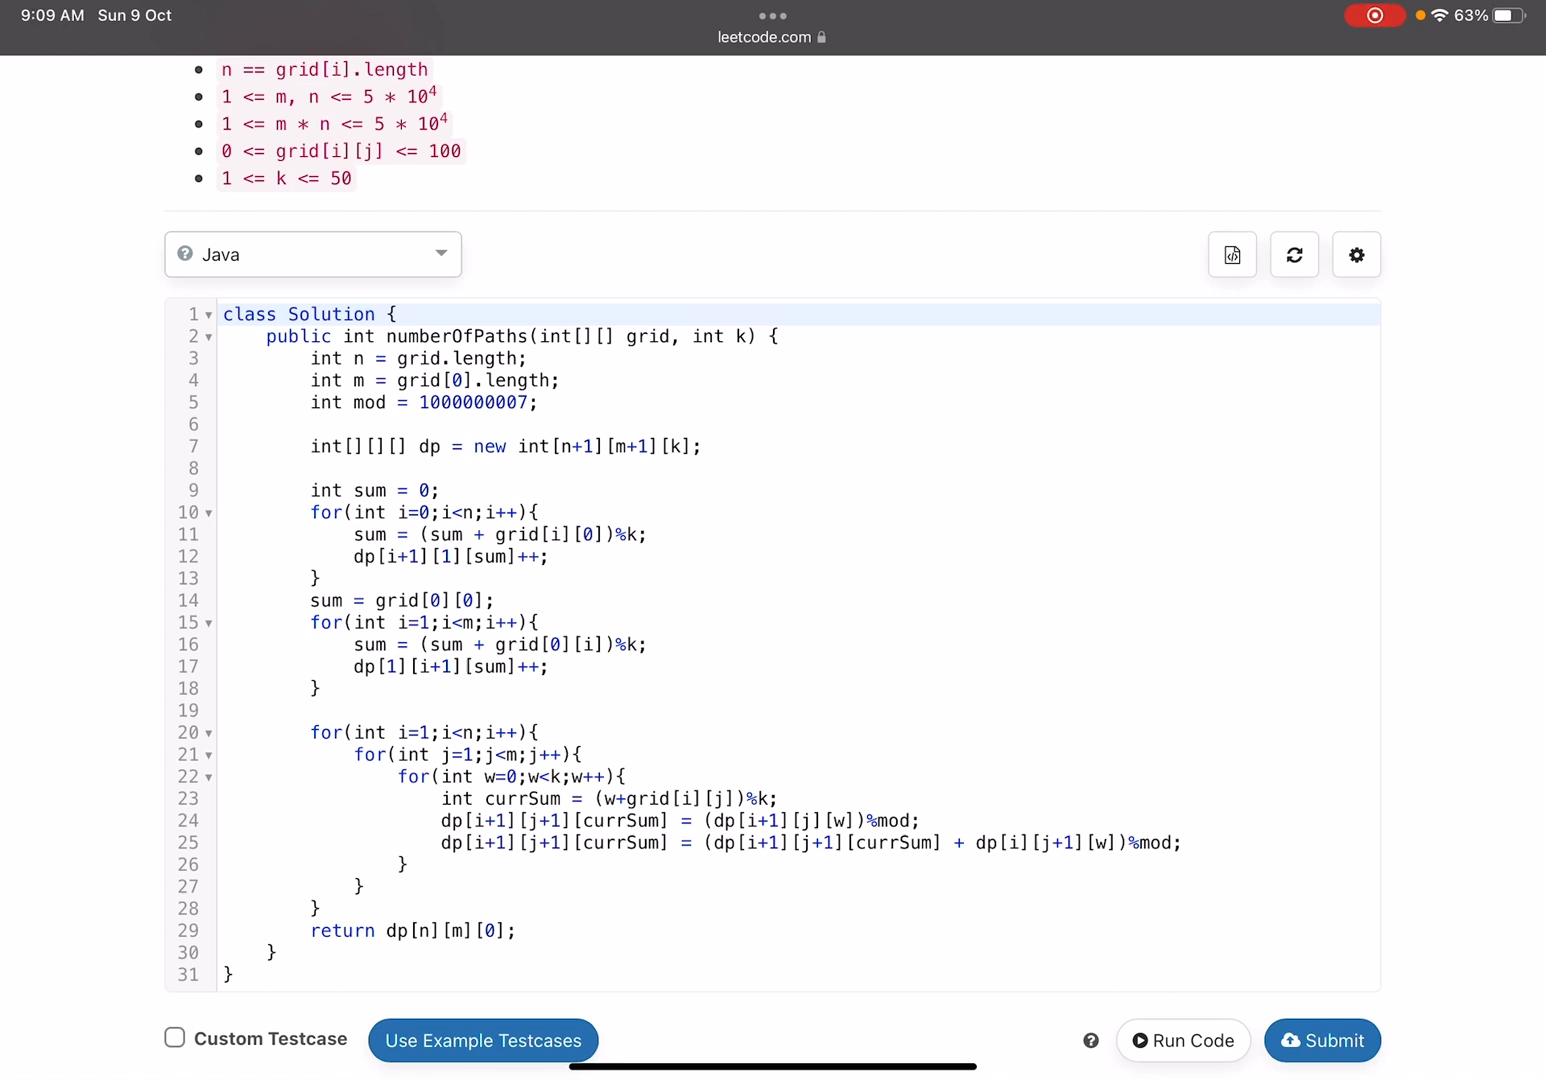 9:09 AM Sun 9 Oct
63%
leetcode.com
n == grid[i].length
1 <= m, n <= 5 * 10⁴
1 <= m * n <= 5 * 10⁴
0 <= grid[i][j] <= 100
1 <= k <= 50
Java
1 class Solution {
2     public int numberOfPaths(int[][] grid, int k) {
3         int n = grid.length;
4         int m = grid[0].length;
5         int mod = 1000000007;
6
7         int[][][] dp = new int[n+1][m+1][k];
8
9         int sum = 0;
10         for(int i=0;i<n;i++){
11             sum = (sum + grid[i][0])%k;
12             dp[i+1][1][sum]++;
13         }
14         sum = grid[0][0];
15         for(int i=1;i<m;i++){
16             sum = (sum + grid[0][i])%k;
17             dp[1][i+1][sum]++;
18         }
19
20         for(int i=1;i<n;i++){
21             for(int j=1;j<m;j++){
22                 for(int w=0;w<k;w++){
23                     int currSum = (w+grid[i][j])%k;
24                     dp[i+1][j+1][currSum] = (dp[i+1][j][w])%mod;
25                     dp[i+1][j+1][currSum] = (dp[i+1][j+1][currSum] + dp[i][j+1][w])%mod;
26                 }
27             }
28         }
29         return dp[n][m][0];
30     }
31 }
Custom Testcase
Use Example Testcases
Run Code
Submit